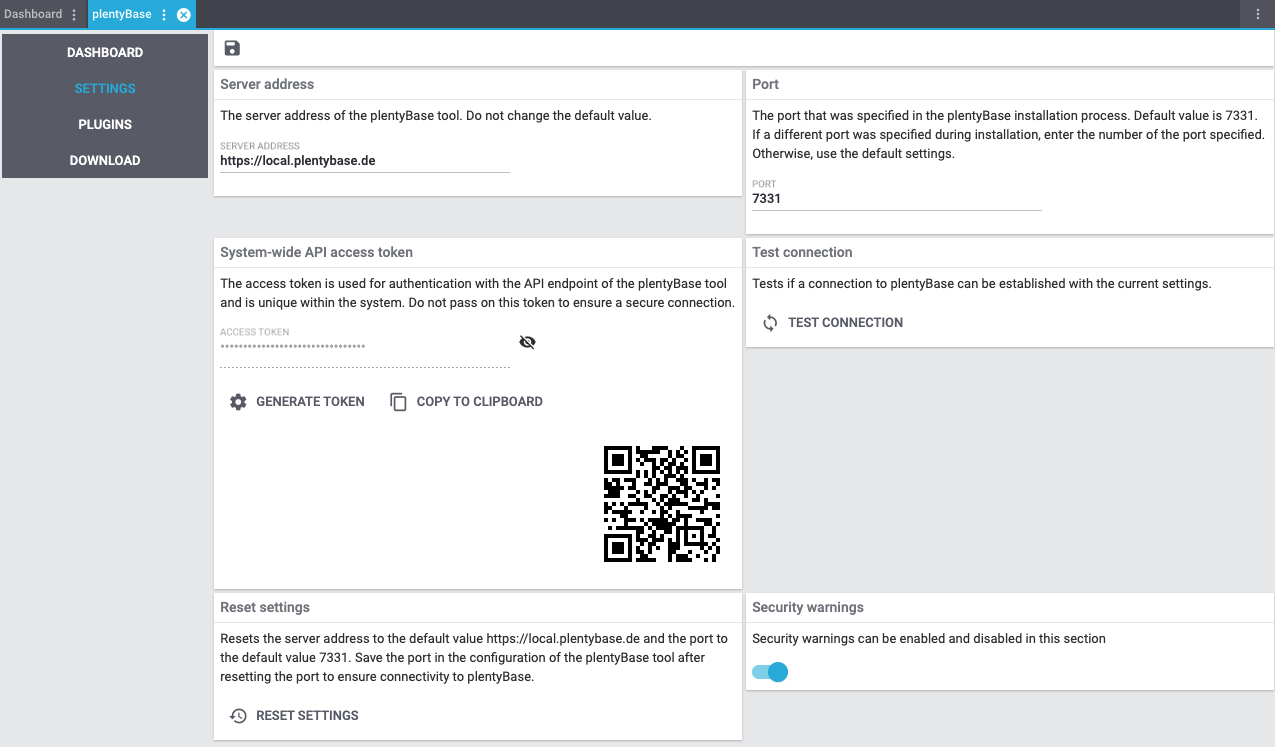 Dashboard
plentyBase
DASHBOARD
SETTINGS
PLUGINS
DOWNLOAD
Server address
The server address of the plentyBase tool. Do not change the default value.
SERVER ADDRESS
https://local.plentybase.de
Port
The port that was specified in the plentyBase installation process. Default value is 7331.
If a different port was specified during installation, enter the number of the port specified.
Otherwise, use the default settings.
PORT
7331
System-wide API access token
The access token is used for authentication with the API endpoint of the plentyBase tool
and is unique within the system. Do not pass on this token to ensure a secure connection.
ACCESS TOKEN
GENERATE TOKEN
COPY TO CLIPBOARD
Test connection
Tests if a connection to plentyBase can be established with the current settings.
TEST CONNECTION
Reset settings
Resets the server address to the default value https://local.plentybase.de and the port to
the default value 7331. Save the port in the configuration of the plentyBase tool after
resetting the port to ensure connectivity to plentyBase.
RESET SETTINGS
Security warnings
Security warnings can be enabled and disabled in this section